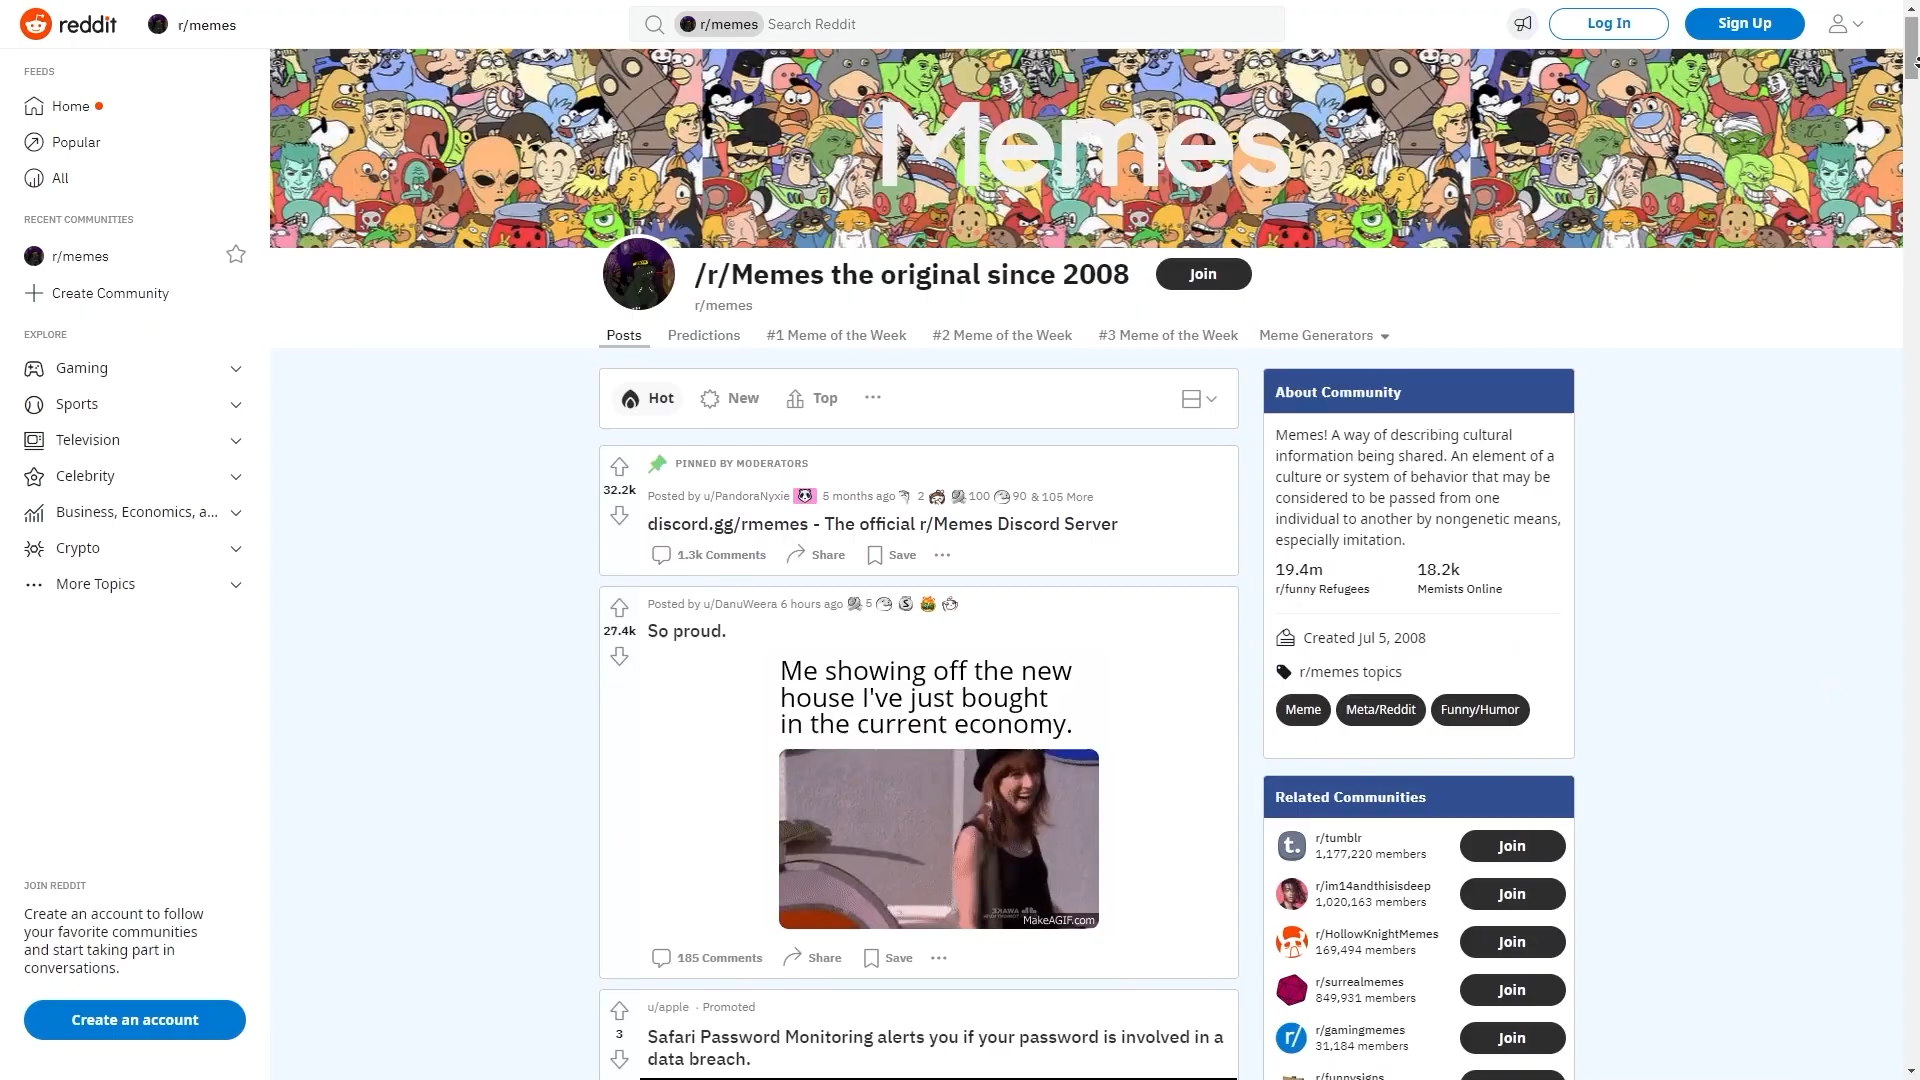 reddit
r/memes
r/memes Search Reddit
Log In
Sign Up
FEEDS
Home
Popular
All
RECENT COMMUNITIES
r/memes
Create Community
EXPLORE
Gaming
Sports
Television
Celebrity
Business, Economics, a...
Crypto
More Topics
JOIN REDDIT
Create an account to follow
your favorite communities
and start taking part in
conversations.
Create an account
Memes
/r/Memes the original since 2008
Join
r/memes
Posts Predictions #1 Meme of the Week #2 Meme of the Week #3 Meme of the Week Meme Generators
Hot New Top ...
PINNED BY MODERATORS
32.2k
Posted by u/PandoraNyxie 5 months ago 2 100 90 & 105 More
discord.gg/rmemes - The official r/Memes Discord Server
1.3k Comments Share Save ...
Posted by u/DanuWeera 6 hours ago 5
27.4k
So proud.
Me showing off the new
house I've just bought
in the current economy.
MakeAGIF.com
185 Comments Share Save ...
u/apple · Promoted
3
Safari Password Monitoring alerts you if your password is involved in a
data breach.
About Community
Memes! A way of describing cultural
information being shared. An element of a
culture or system of behavior that may be
considered to be passed from one
individual to another by nongenetic means,
especially imitation.
19.4m 18.2k
r/funny Refugees Memists Online
Created Jul 5, 2008
r/memes topics
Meme Meta/Reddit Funny/Humor
Related Communities
r/tumblr
1,177,220 members
Join
r/im14andthisisdeep
1,020,163 members
Join
r/HollowKnightMemes
169,494 members
Join
r/surrealmemes
849,931 members
Join
r/gamingmemes
31,184 members
Join
r/funnysigns